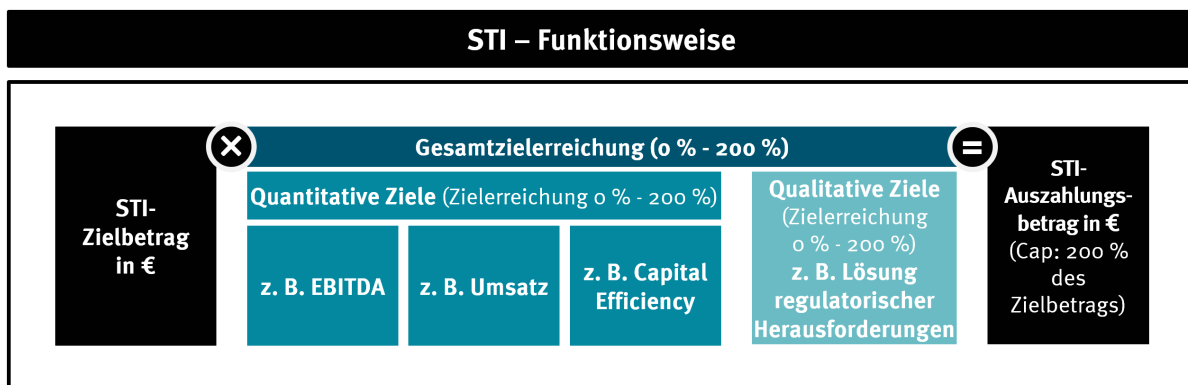 STI – Funktionsweise
STI-
Zielbetrag
in €
×
Gesamtzielerreichung (0 % - 200 %)
Quantitative Ziele (Zielerreichung 0 % - 200 %)
z. B. EBITDA
z. B. Umsatz
z. B. Capital
Efficiency
Qualitative Ziele
(Zielerreichung
0 % - 200 %)
z. B. Lösung
regulatorischer
Herausforderungen
=
STI-
Auszahlungs-
betrag in €
(Cap: 200 %
des
Zielbetrags)